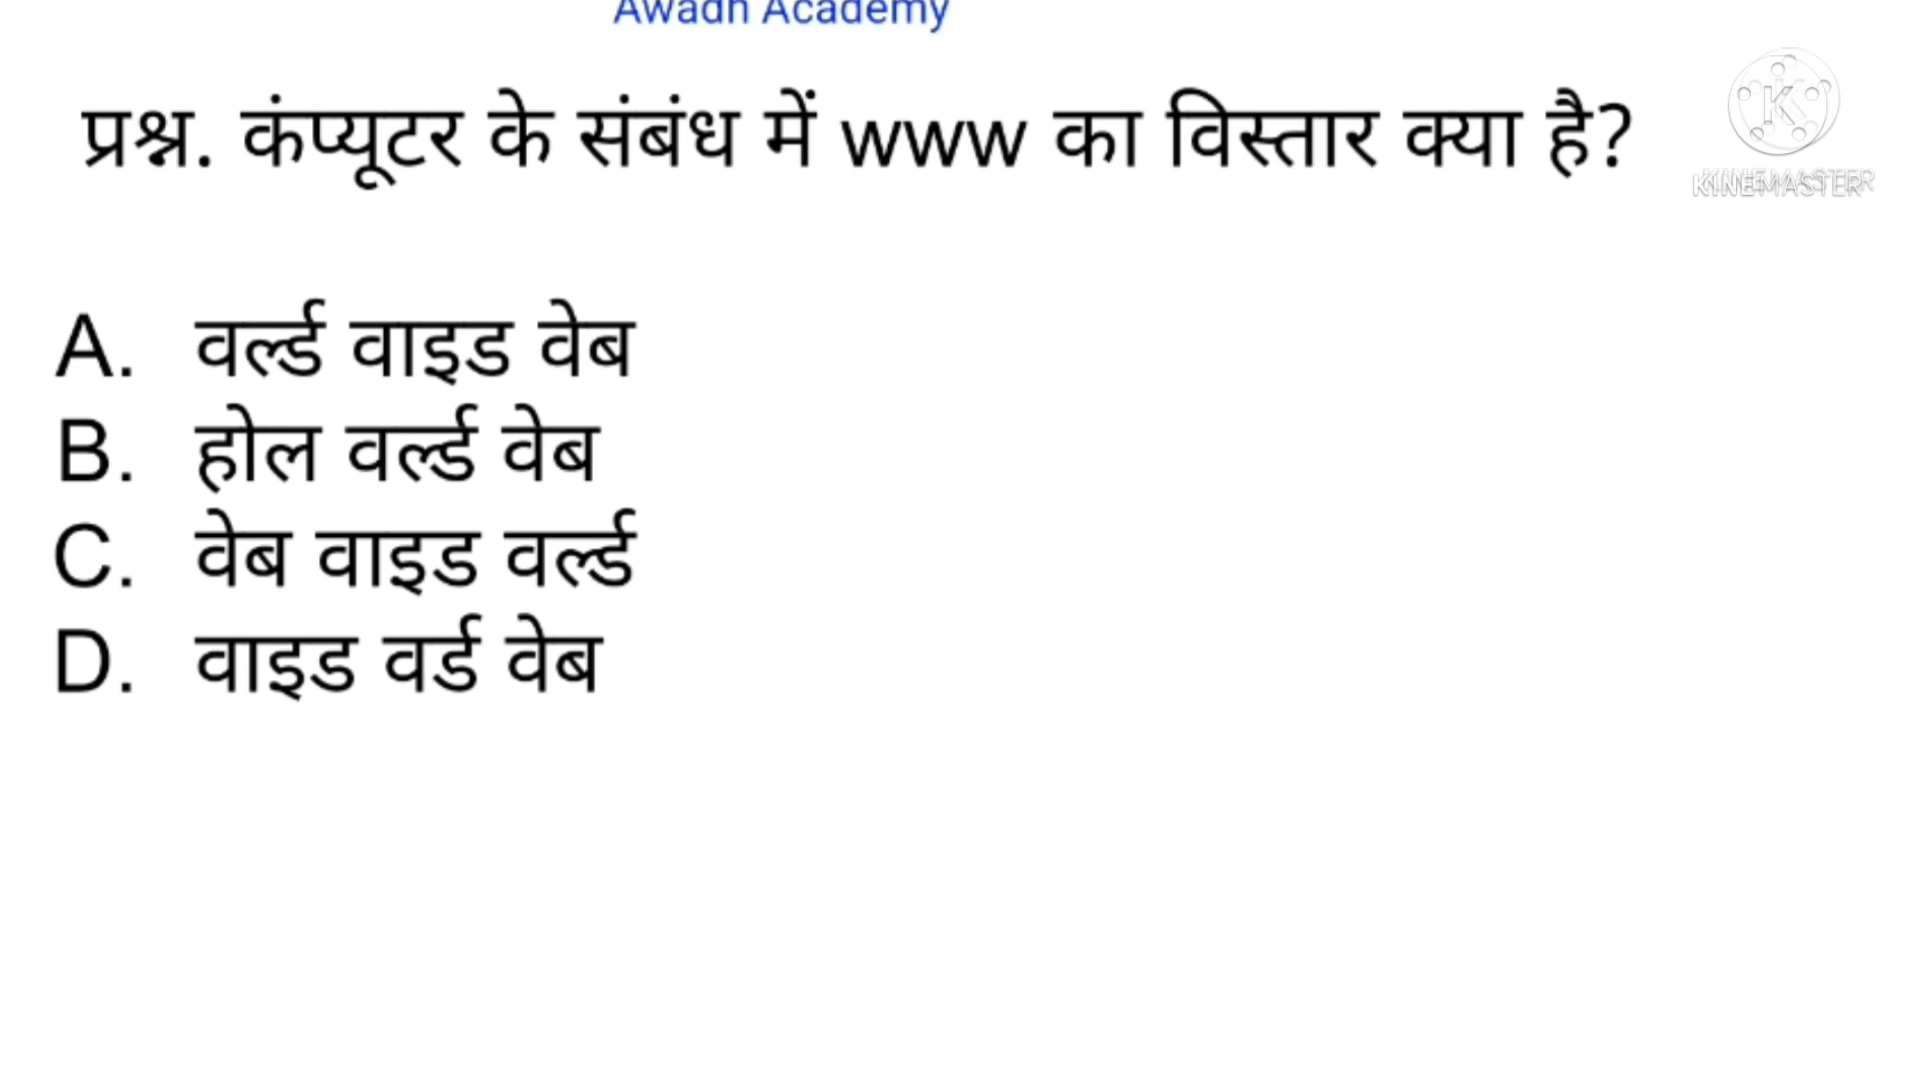 Awadh Academy
प्रश्न. कंप्यूटर के संबंध में www का विस्तार क्या है?
KINEMASTER
A. वर्ल्ड वाइड वेब
B. होल वर्ल्ड वेब
C. वेब वाइड वर्ल्ड
D. वाइड वर्ड वेब